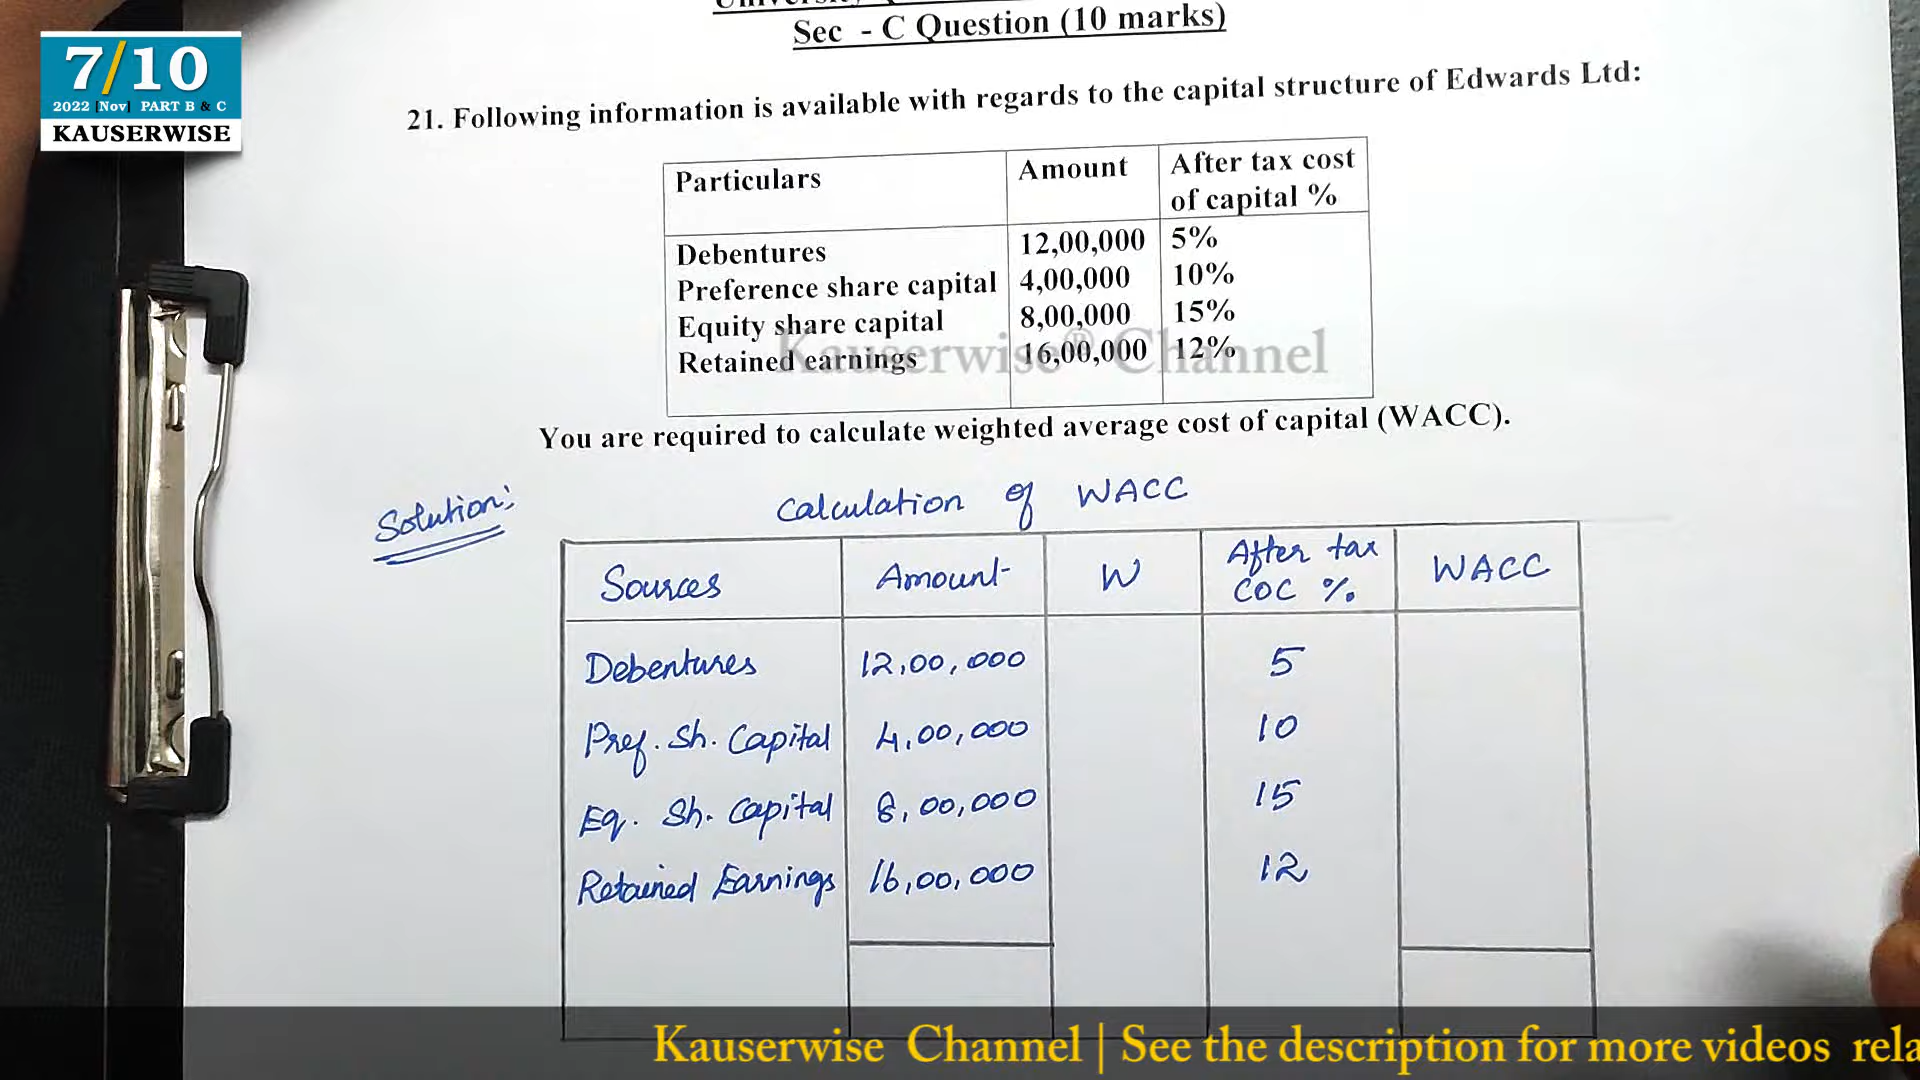 Sec - C Question (10 marks)
7/10
2022 [Nov] PART B & C
KAUSERWISE
21. Following information is available with regards to the capital structure of Edwards Ltd:
Particulars Amount After tax cost of capital %
Debentures 12,00,000 5%
Preference share capital 4,00,000 10%
Equity share capital 8,00,000 15%
Retained earnings 16,00,000 12%
Kauserwise® Channel
You are required to calculate weighted average cost of capital (WACC).
Solution:
Calculation of WACC
Sources Amount W After tax COC % WACC
Debentures 12,00,000 5
Pref. Sh. Capital 4,00,000 10
Eq. Sh. Capital 8,00,000 15
Retained Earnings 16,00,000 12
Kauserwise Channel | See the description for more videos rela